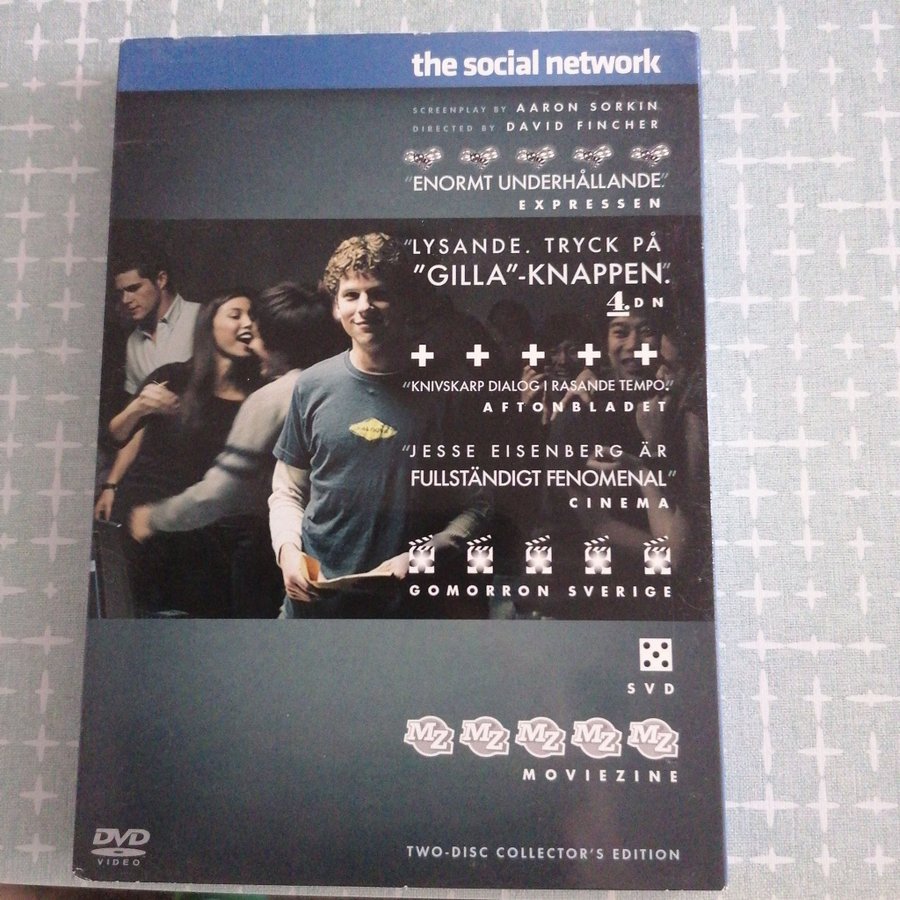 the social network
SCREENPLAY BY AARON SORKIN
DIRECTED BY DAVID FINCHER
"ENORMT UNDERHÅLLANDE."
EXPRESSEN
"LYSANDE. TRYCK PÅ
"GILLA"-KNAPPEN".
4. DN
"KNIVSKARP DIALOG I RASANDE TEMPO."
AFTONBLADET
"JESSE EISENBERG ÄR
FULLSTÄNDIGT FENOMENAL"
CINEMA
GOMORRON SVERIGE
SVD
MZ MZ MZ MZ MZ
MOVIEZINE
DVD
VIDEO
TWO-DISC COLLECTOR'S EDITION